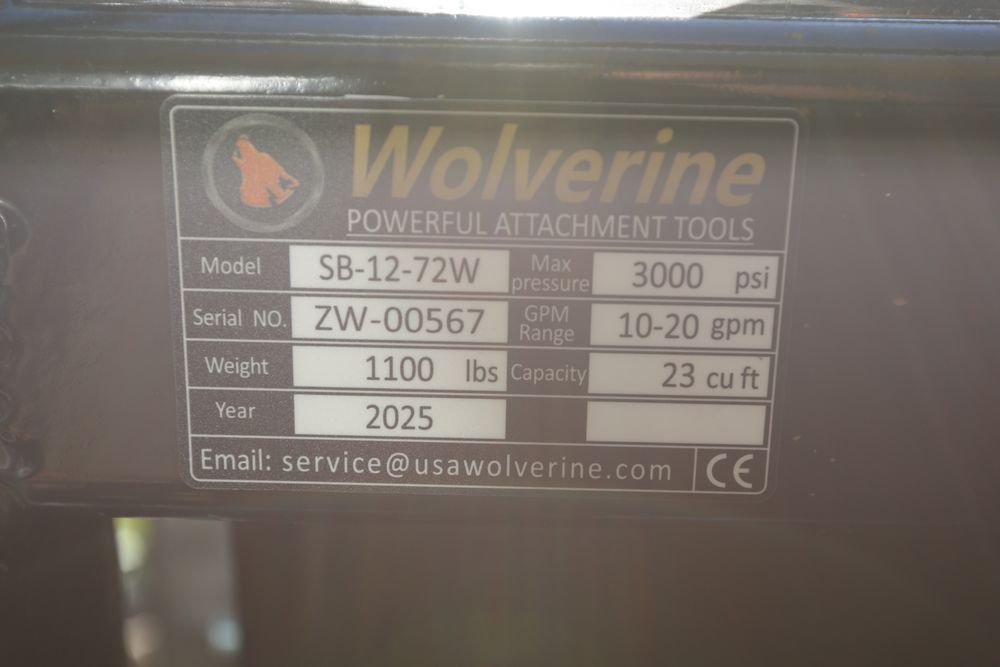 Wolverine
POWERFUL ATTACHMENT TOOLS
Model SB-12-72W Max pressure 3000 psi
Serial NO. ZW-00567 GPM Range 10-20 gpm
Weight 1100 lbs Capacity 23 cu ft
Year 2025
Email: service@usawolverine.com CE